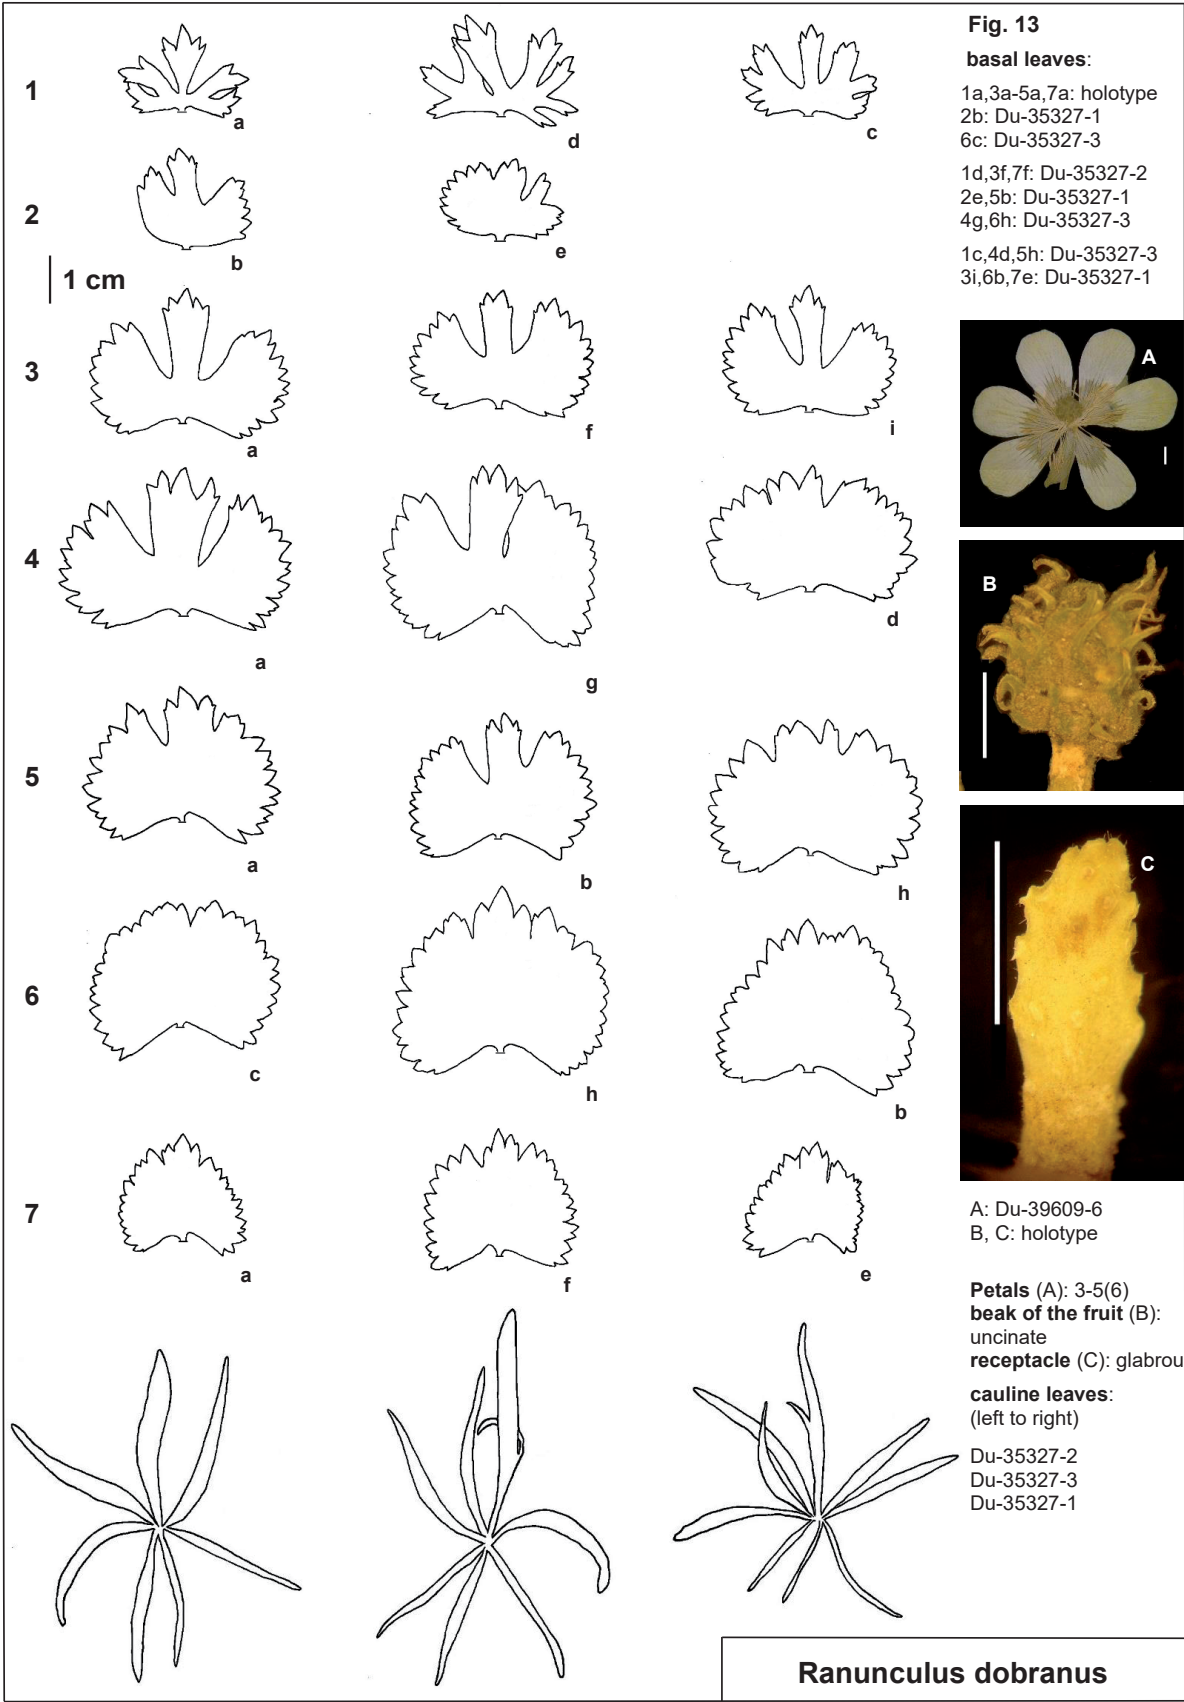 Fig. 13
basal leaves:
1a,3a-5a,7a: holotype
2b: Du-35327-1
6c: Du-35327-3
1d,3f,7f: Du-35327-2
2e,5b: Du-35327-1
4g,6h: Du-35327-3
1c,4d,5h: Du-35327-3
3i,6b,7e: Du-35327-1
1
a
d
c
2
b
e
1 cm
3
a
f
i
4
a
g
d
5
a
b
h
6
c
h
b
7
a
f
e
A
B
C
A: Du-39609-6
B, C: holotype
Petals (A): 3-5(6)
beak of the fruit (B):
uncinate
receptacle (C): glabrou
cauline leaves:
(left to right)
Du-35327-2
Du-35327-3
Du-35327-1
Ranunculus dobranus